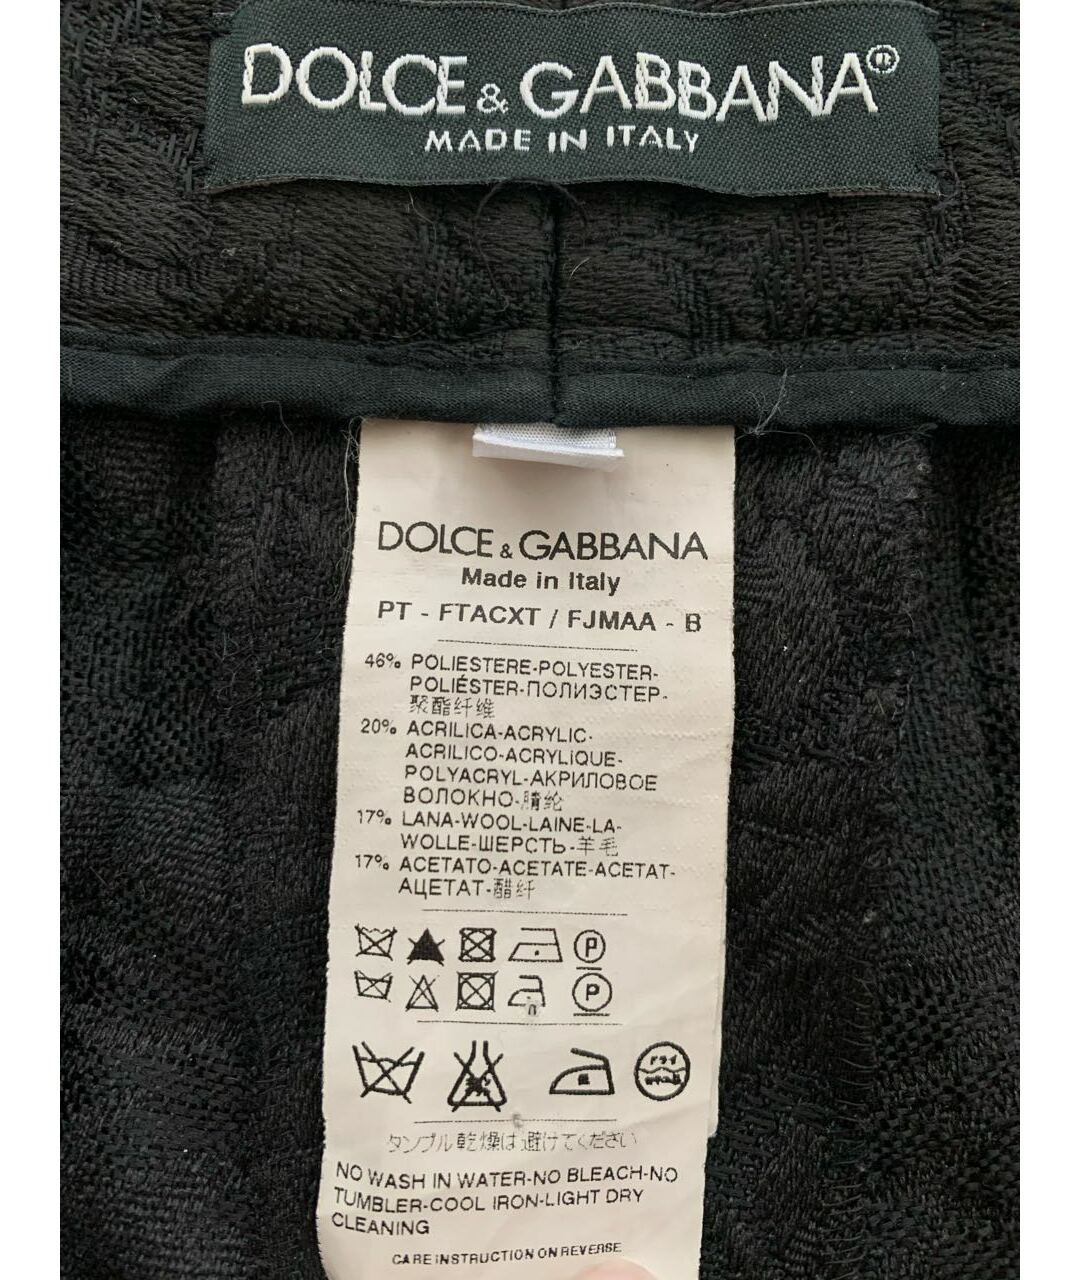 DOLCE & GABBANA®
MADE IN ITALY
DOLCE & GABBANA
Made in Italy
PT - FTACXT / FJMAA - B
46% POLIESTERE-POLYESTER-
POLIÉSTER-ПОЛИЭСТЕР-
聚酯纤维
20% ACRILICA-ACRYLIC-
ACRILICO-ACRYLIQUE-
POLYACRYL-АКРИЛОВОЕ
ВОЛОКНО-腈纶
17% LANA-WOOL-LAINE-LA-
WOLLE-ШЕРСТЬ-羊毛
17% ACETATO-ACETATE-ACETAT-
АЦЕТАТ-醋纤
P
P
タンブル乾燥は避けてください
NO WASH IN WATER-NO BLEACH-NO
TUMBLER-COOL IRON-LIGHT DRY
CLEANING
CARE INSTRUCTION ON REVERSE